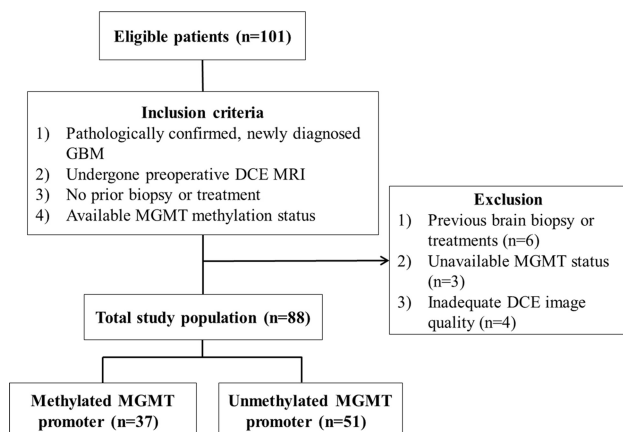 Eligible patients (n=101)
Inclusion criteria
1) Pathologically confirmed, newly diagnosed
GBM
2) Undergone preoperative DCE MRI
3) No prior biopsy or treatment
4) Available MGMT methylation status
Exclusion
1) Previous brain biopsy or
treatments (n=6)
2) Unavailable MGMT status
(n=3)
3) Inadequate DCE image
quality (n=4)
Total study population (n=88)
Methylated MGMT
promoter (n=37)
Unmethylated MGMT
promoter (n=51)